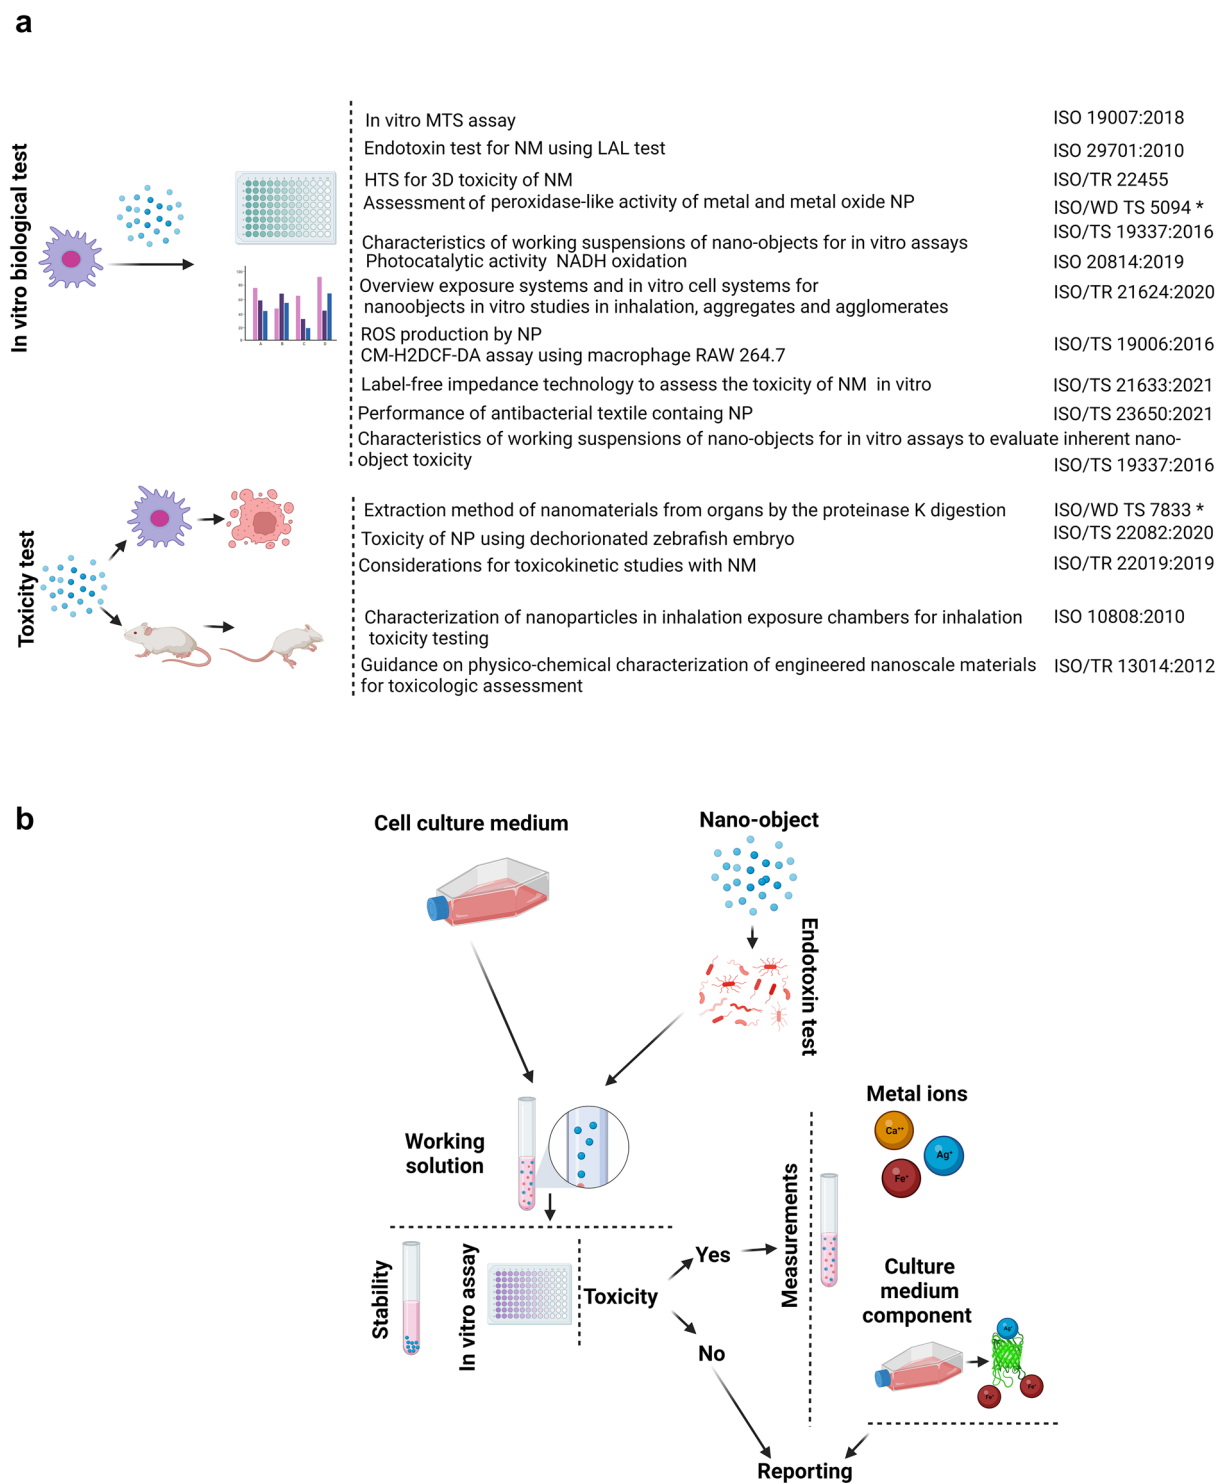 a
In vitro biological test
In vitro MTS assay ISO 19007:2018
Endotoxin test for NM using LAL test ISO 29701:2010
HTS for 3D toxicity of NM ISO/TR 22455
Assessment of peroxidase-like activity of metal and metal oxide NP ISO/WD TS 5094 *
Characteristics of working suspensions of nano-objects for in vitro assays ISO/TS 19337:2016
Photocatalytic activity NADH oxidation ISO 20814:2019
Overview exposure systems and in vitro cell systems for
nanoobjects in vitro studies in inhalation, aggregates and agglomerates ISO/TR 21624:2020
ROS production by NP
CM-H2DCF-DA assay using macrophage RAW 264.7 ISO/TS 19006:2016
Label-free impedance technology to assess the toxicity of NM in vitro ISO/TS 21633:2021
Performance of antibacterial textile containg NP ISO/TS 23650:2021
Characteristics of working suspensions of nano-objects for in vitro assays to evaluate inherent nano-
object toxicity ISO/TS 19337:2016
Toxicity test
Extraction method of nanomaterials from organs by the proteinase K digestion ISO/WD TS 7833 *
Toxicity of NP using dechorionated zebrafish embryo ISO/TS 22082:2020
Considerations for toxicokinetic studies with NM ISO/TR 22019:2019
Characterization of nanoparticles in inhalation exposure chambers for inhalation ISO 10808:2010
toxicity testing
Guidance on physico-chemical characterization of engineered nanoscale materials ISO/TR 13014:2012
for toxicologic assessment
b
Cell culture medium
Nano-object
Endotoxin test
Working
solution
Metal ions
Ca++
Ag+
Fe+
Stability
In vitro assay
Toxicity
Yes
No
Measurements
Culture
medium
component
Reporting